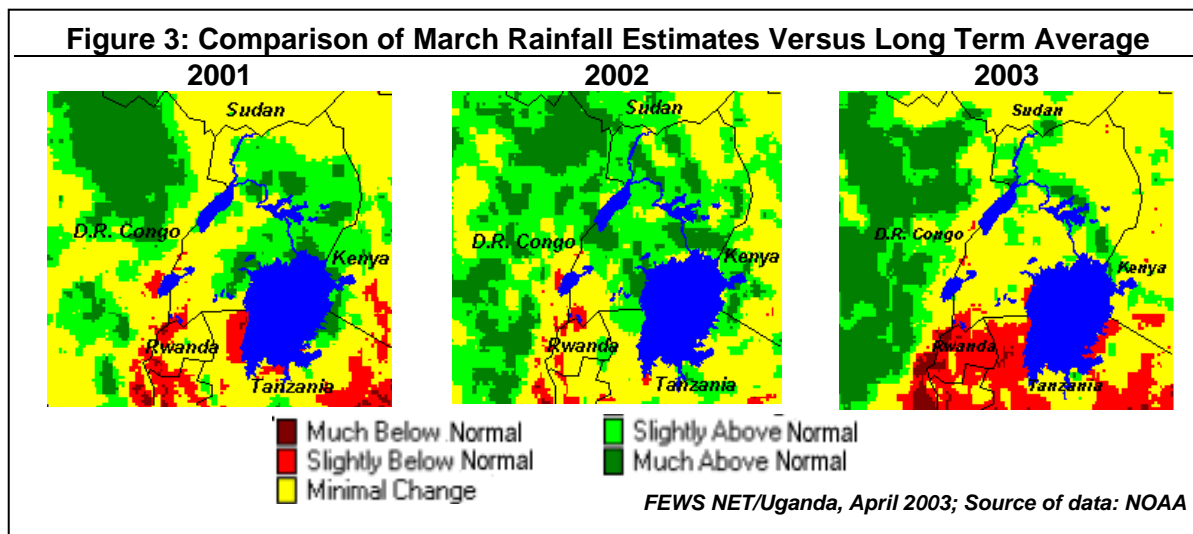 Figure 3: Comparison of March Rainfall Estimates Versus Long Term Average
2001 2002 2003
Sudan
D.R. Congo
Kenya
Rwanda
Tanzania
Sudan
D.R. Congo
Kenya
Rwanda
Tanzania
Sudan
D.R. Congo
Kenya
Rwanda
Tanzania
Much Below Normal
Slightly Below Normal
Minimal Change
Slightly Above Normal
Much Above Normal
FEWS NET/Uganda, April 2003; Source of data: NOAA